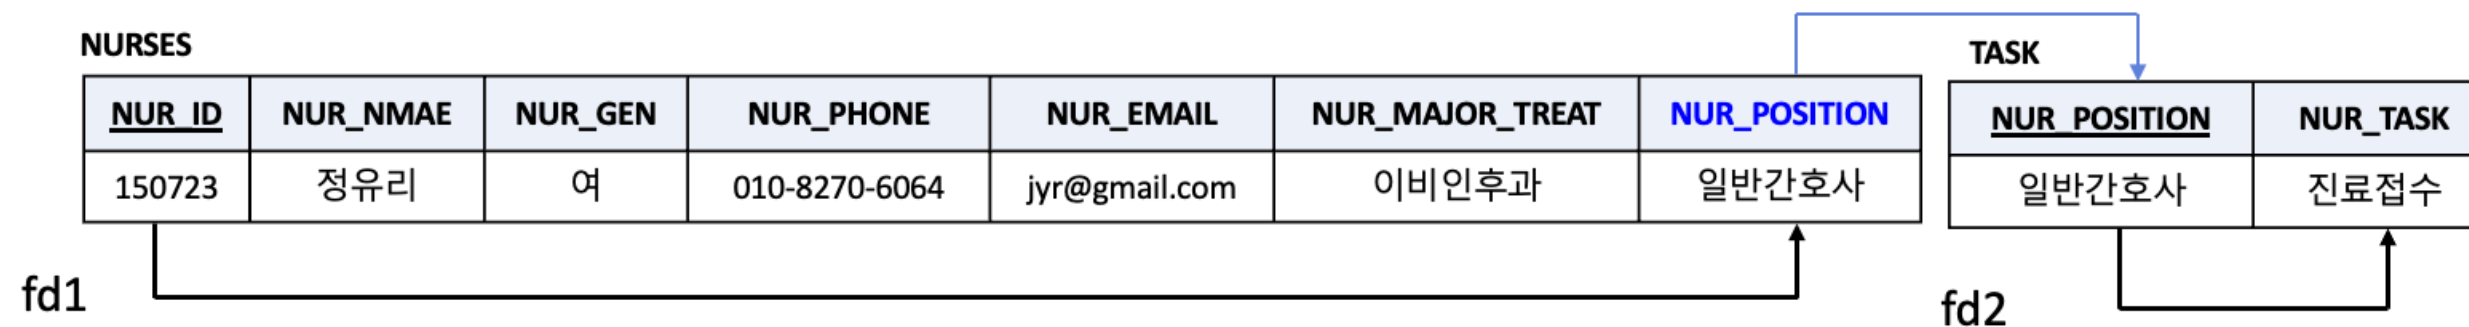 NURSES
NUR_ID NUR_NMAE NUR_GEN NUR_PHONE NUR_EMAIL NUR_MAJOR_TREAT NUR_POSITION
150723 정유리 여 010-8270-6064 jyr@gmail.com 이비인후과 일반간호사
fd1
TASK
NUR_POSITION NUR_TASK
일반간호사 진료접수
fd2